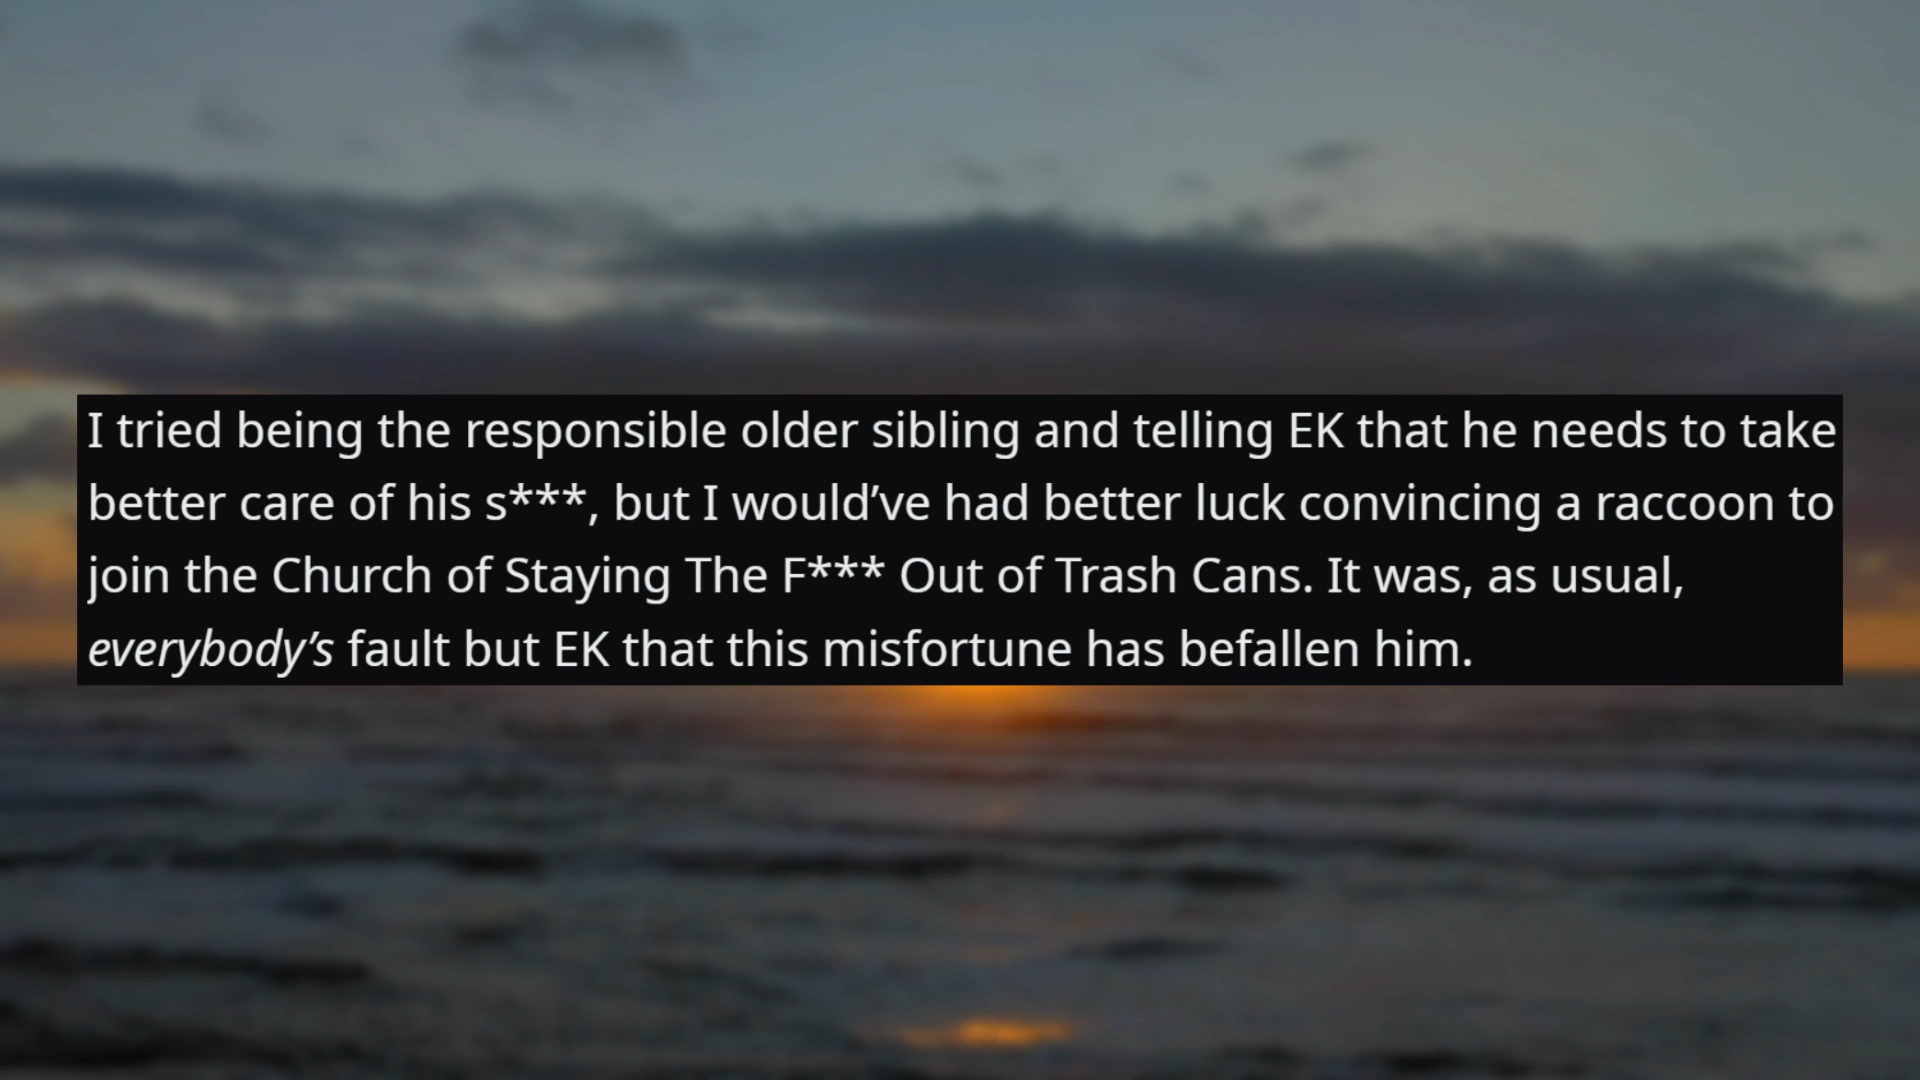 I tried being the responsible older sibling and telling EK that he needs to take
better care of his s***, but I would’ve had better luck convincing a raccoon to
join the Church of Staying The F*** Out of Trash Cans. It was, as usual,
everybody’s fault but EK that this misfortune has befallen him.